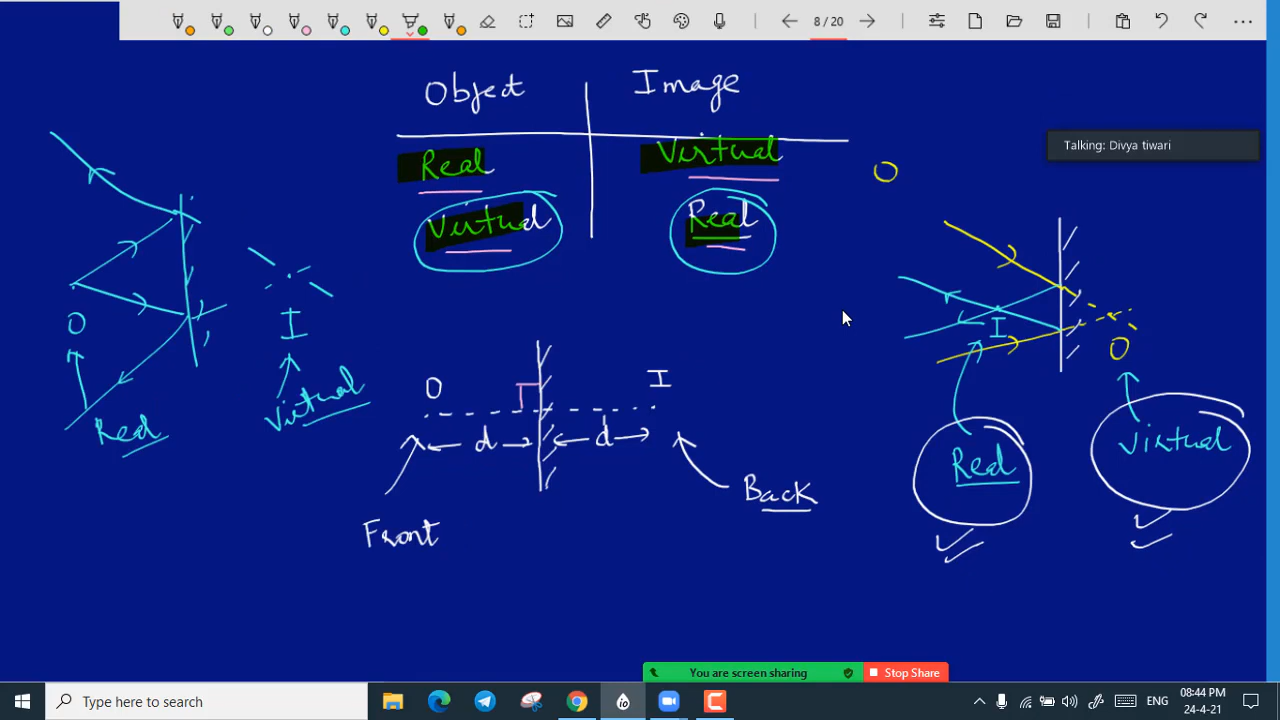 8 / 20
Object Image
Real Virtual
Virtual Real
Talking: Divya tiwari
O
O I
Real Virtual
O I
d d
Front Back
I O
Real Virtual
You are screen sharing Stop Share
Type here to search
ENG 08:44 PM
24-4-21